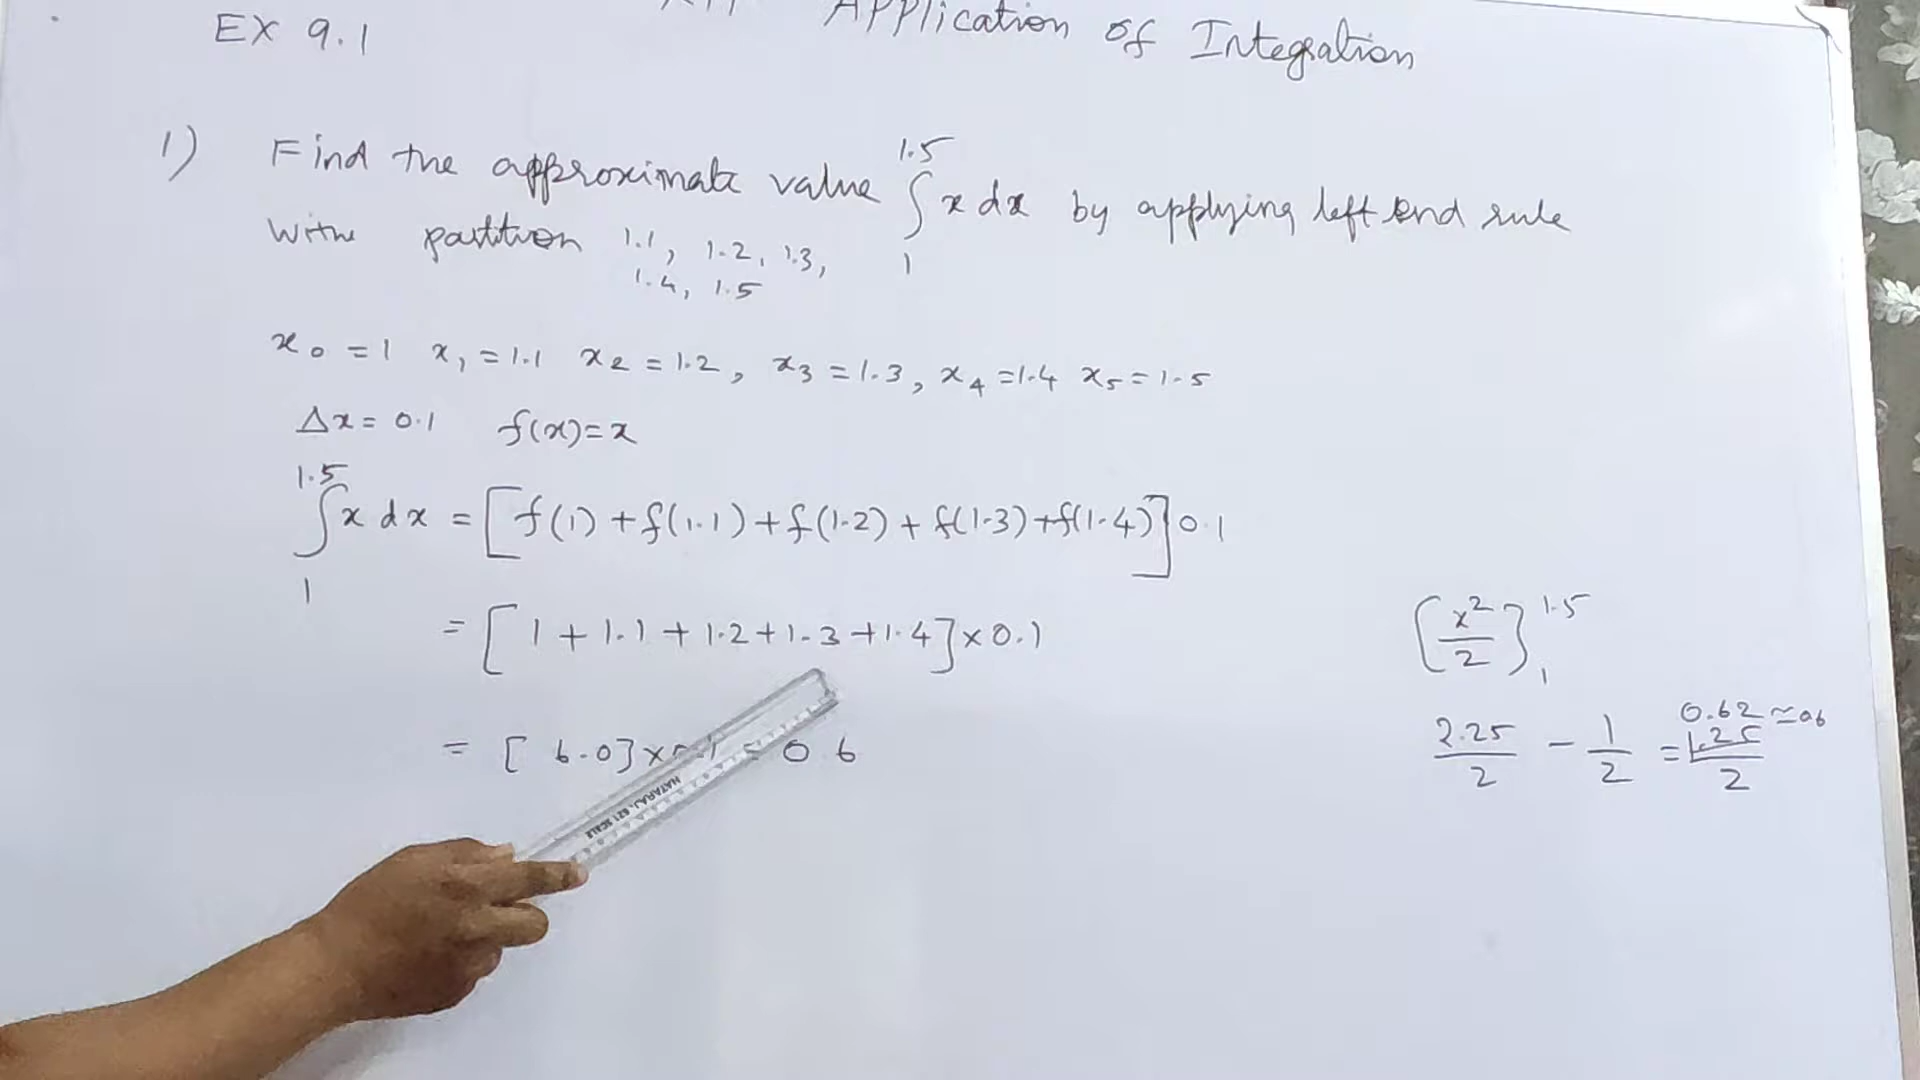 EX 9.1
Application of Integration
1) Find the approximate value ∫₁^1.5 x dx by applying left end rule
With partition 1.1, 1.2, 1.3,
1.4, 1.5
x₀ = 1 x₁ = 1.1 x₂ = 1.2, x₃ = 1.3, x₄ = 1.4 x₅ = 1.5
Δx = 0.1 f(x) = x
∫₁^1.5 x dx = [f(1) + f(1.1) + f(1.2) + f(1.3) + f(1.4)] 0.1
= [1 + 1.1 + 1.2 + 1.3 + 1.4] × 0.1
= [6.0] × 0.1 = 0.6
[x²/2]₁^1.5
2.25/2 − 1/2 = 1.25/2
0.62 ≃ 06
NATARAJ 621 SCALE